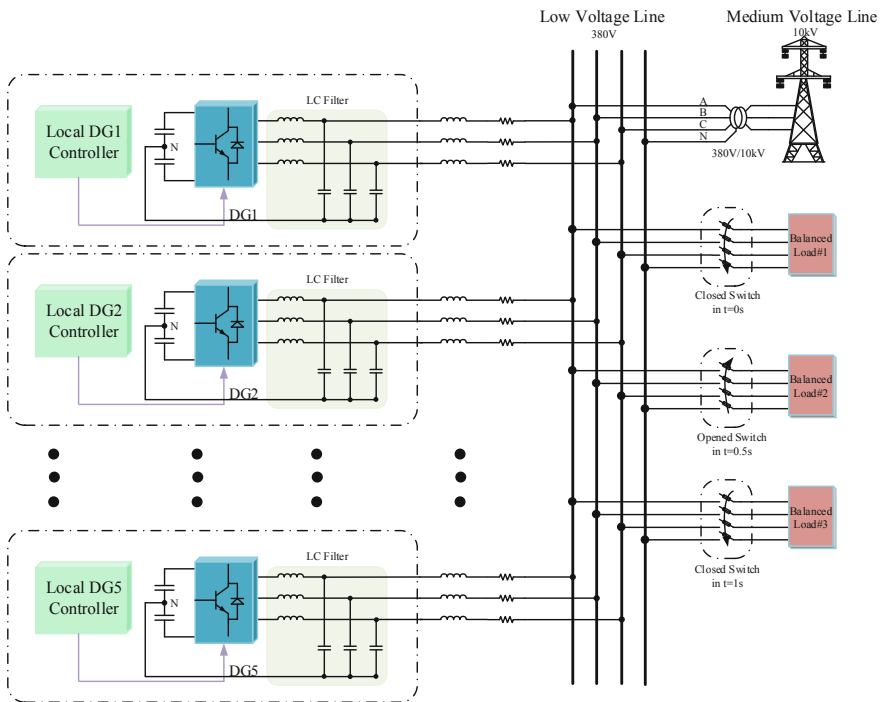 Low Voltage Line
380V
Medium Voltage Line
10kV
LC Filter
Local DG1
Controller
N
DG1
A
B
C
N
380V/10kV
Balanced
Load#1
Closed Switch
in t=0s
LC Filter
Local DG2
Controller
N
DG2
Balanced
Load#2
Opened Switch
in t=0.5s
Balanced
Load#3
Closed Switch
in t=1s
LC Filter
Local DG5
Controller
N
DG5